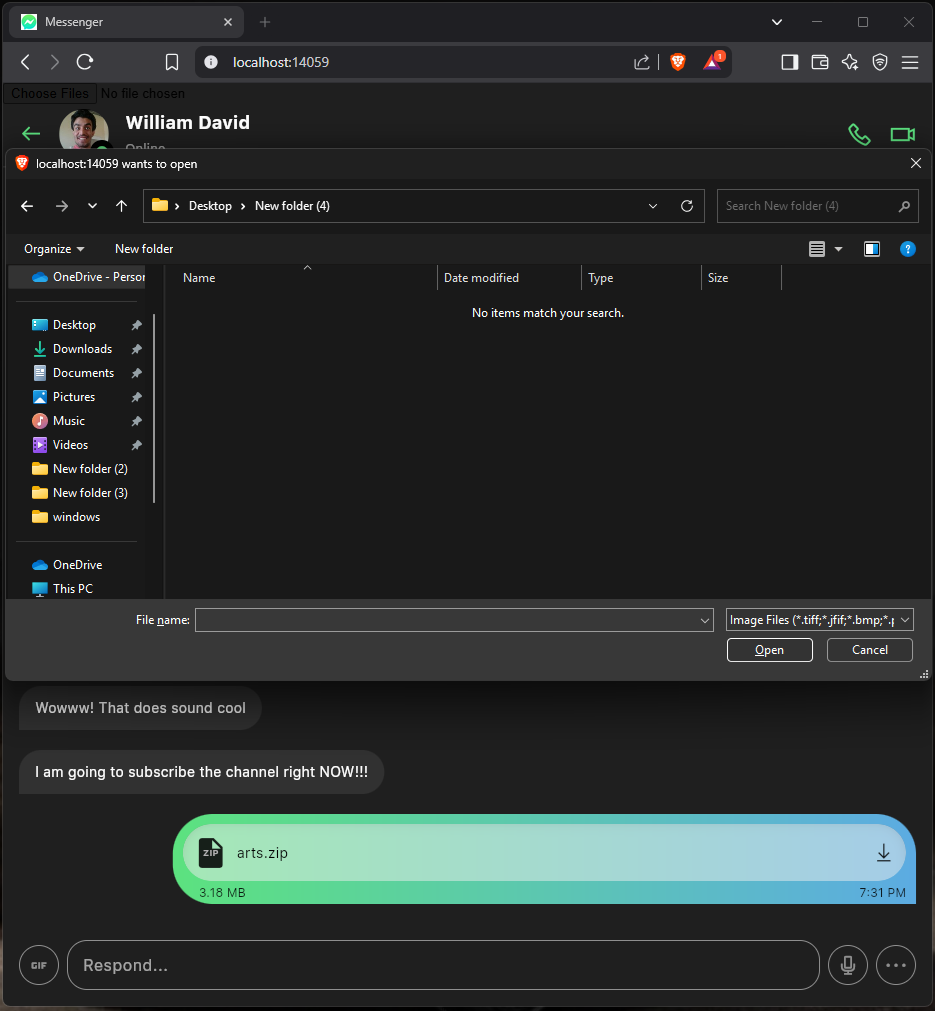 Messenger
localhost:14059
1
Choose Files No file chosen
William David
Online
localhost:14059 wants to open
Desktop New folder (4)
Search New folder (4)
Organize New folder
?
OneDrive - Person
Name Date modified Type Size
No items match your search.
Desktop
Downloads
Documents
Pictures
Music
Videos
New folder (2)
New folder (3)
windows
OneDrive
This PC
File name:
Image Files (*.tiff;*.jfif;*.bmp;*.p
Open Cancel
Wowww! That does sound cool
I am going to subscribe the channel right NOW!!!
ZIP arts.zip
3.18 MB 7:31 PM
GIF Respond...